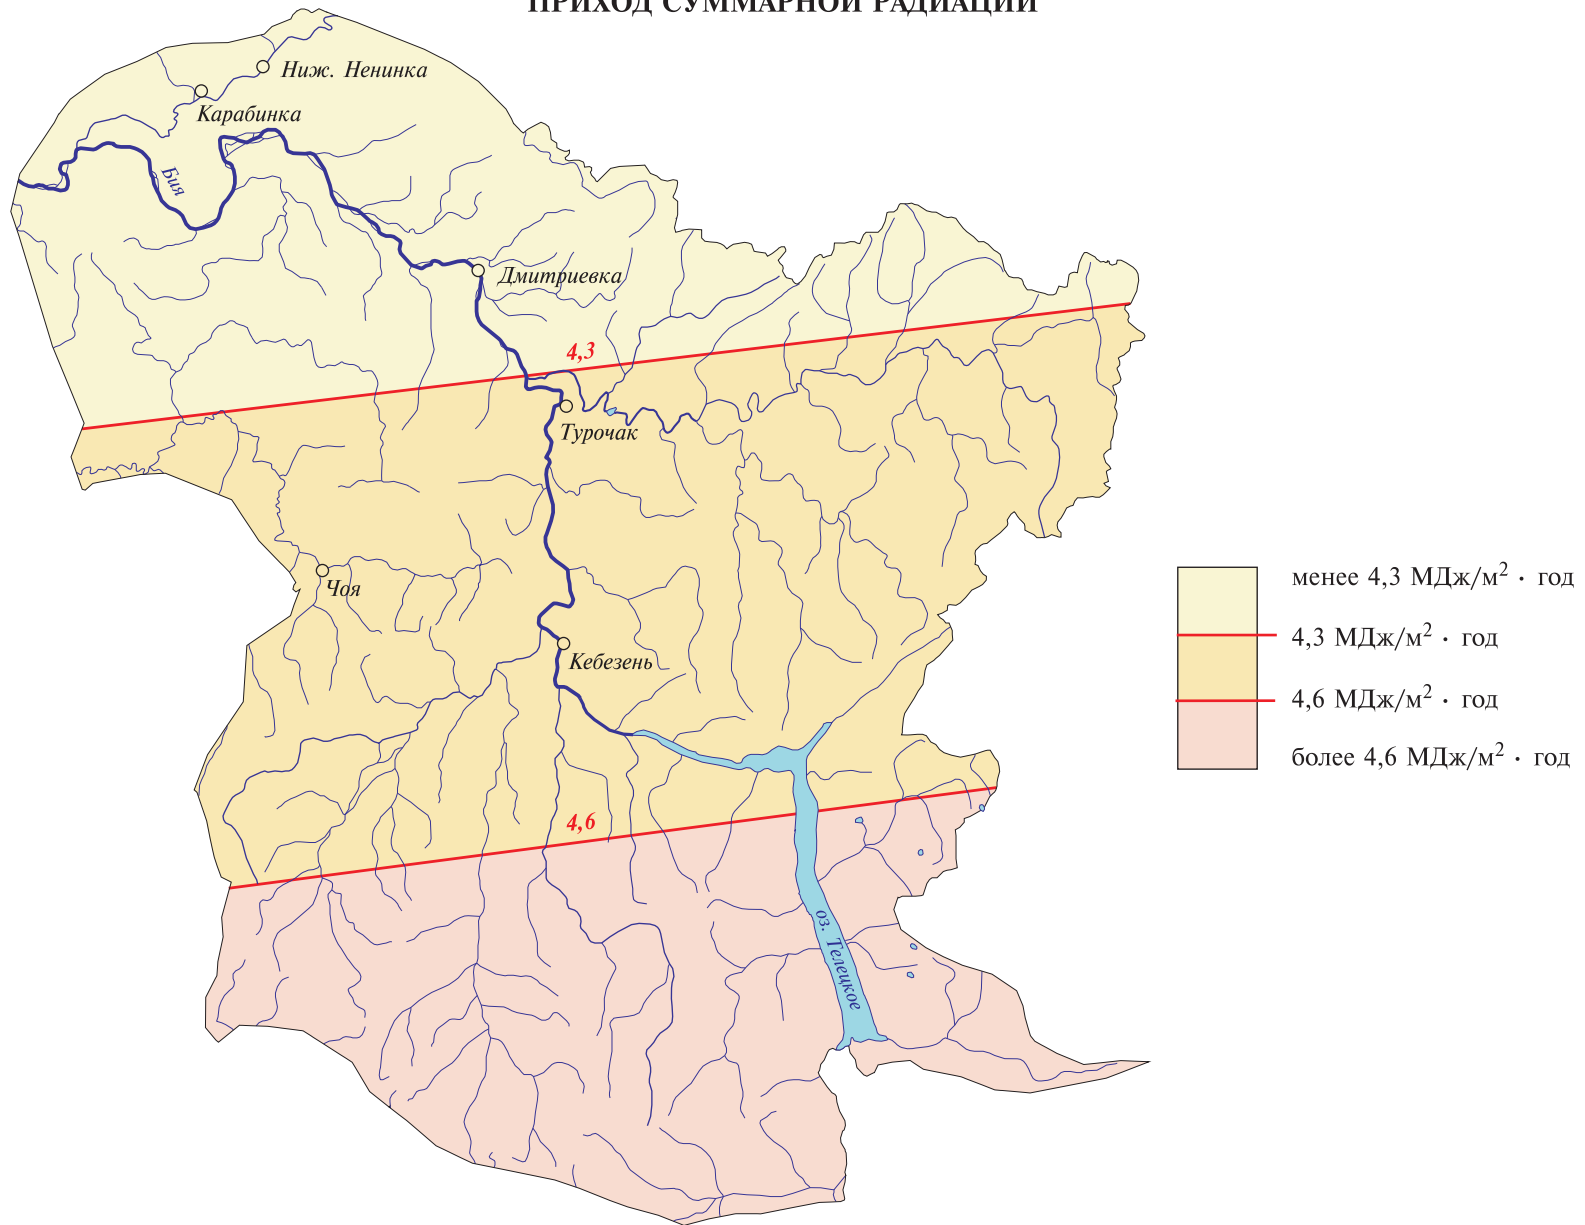 ПРИХОД СУММАРНОЙ РАДИАЦИИ
Ниж. Ненинка
Карабинка
Бия
Дмитриевка
4,3
Турочак
Чоя
Кебезень
4,6
оз. Телецкое
менее 4,3 МДж/м² · год
4,3 МДж/м² · год
4,6 МДж/м² · год
более 4,6 МДж/м² · год